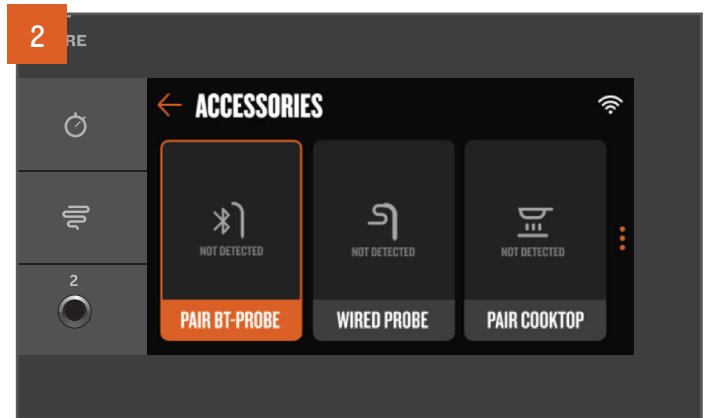 2
RE
ACCESSORIES
NOT DETECTED
NOT DETECTED
NOT DETECTED
2
PAIR BT-PROBE
WIRED PROBE
PAIR COOKTOP